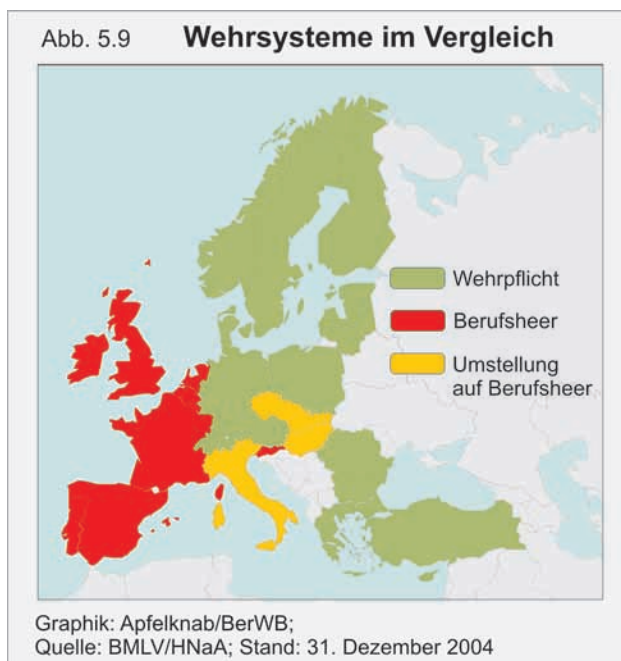 Abb. 5.9 Wehrsysteme im Vergleich
Wehrpflicht
Berufsheer
Umstellung
auf Berufsheer
Graphik: Apfelknab/BerWB;
Quelle: BMLV/HNaA; Stand: 31. Dezember 2004